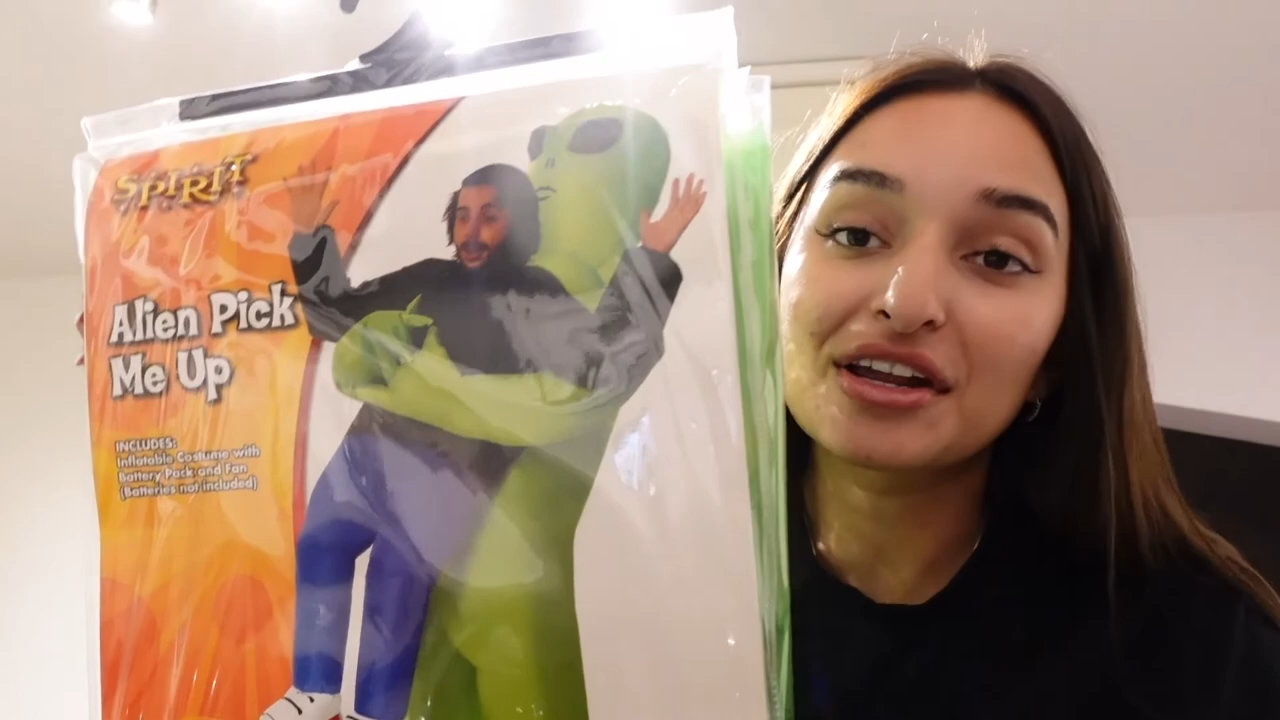 SPIRIT
Alien Pick
Me Up
INCLUDES:
Inflatable Costume with
Battery Pack and Fan
(Batteries not included)